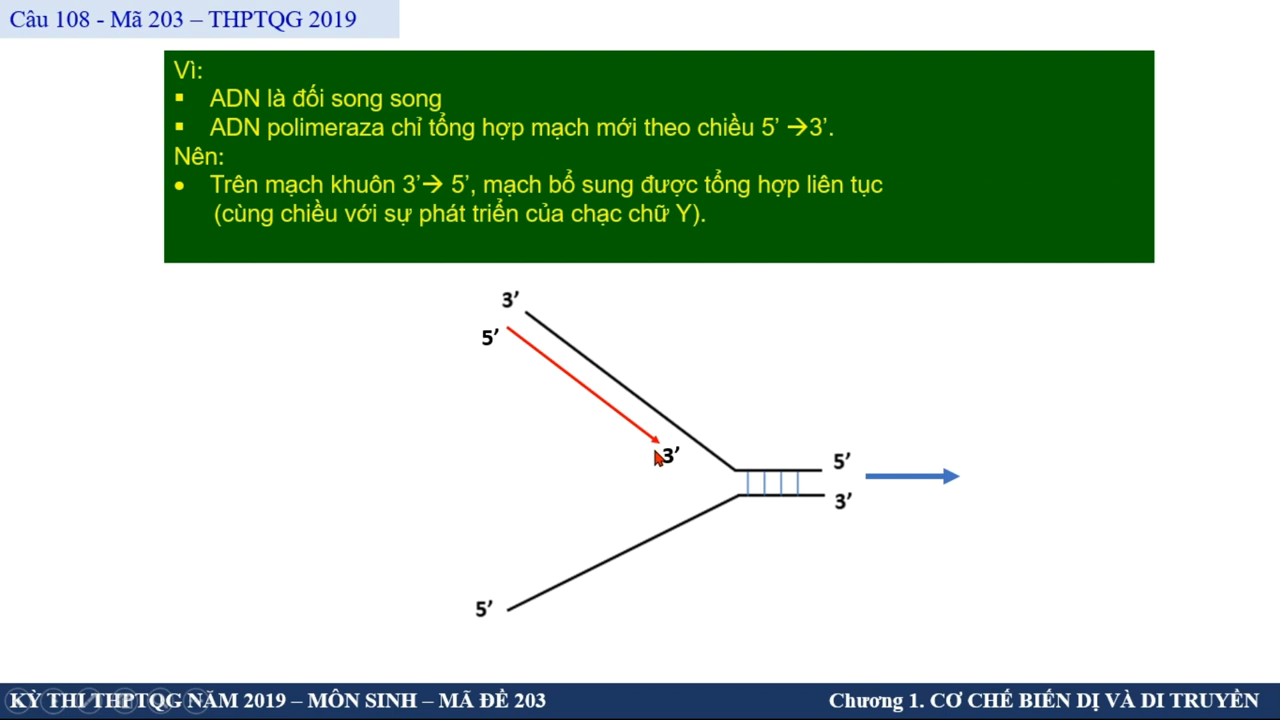 Câu 108 - Mã 203 – THPTQG 2019
Vì:
▪ ADN là đối song song
▪ ADN polimeraza chỉ tổng hợp mạch mới theo chiều 5’ →3’.
Nên:
• Trên mạch khuôn 3’→ 5’, mạch bổ sung được tổng hợp liên tục
(cùng chiều với sự phát triển của chạc chữ Y).
3’
5’
3’
5’
3’
5’
KỲ THI THPTQG NĂM 2019 – MÔN SINH – MÃ ĐỀ 203
Chương 1. CƠ CHẾ BIẾN DỊ VÀ DI TRUYỀN